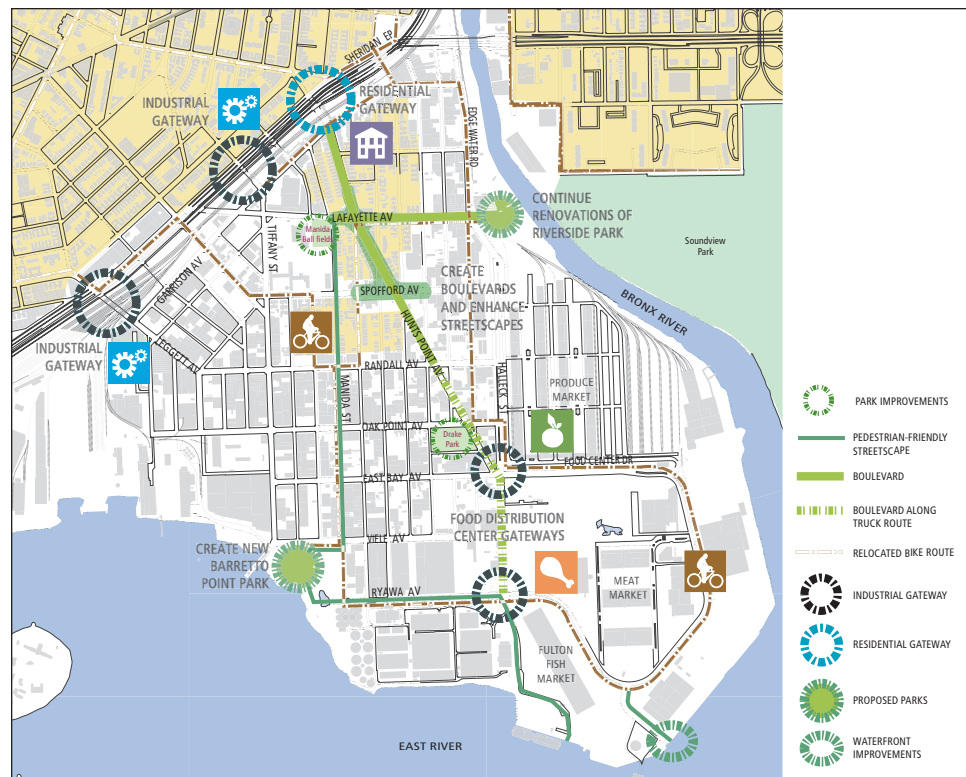 SHERIDAN EP
INDUSTRIAL
GATEWAY
RESIDENTIAL
GATEWAY
EDGE WATER RD
CONTINUE
RENOVATIONS OF
RIVERSIDE PARK
LAFAYETTE AV
Manida
Ball fields
TIFFANY ST
Soundview
Park
GARRISON AV
CREATE
BOULEVARDS
AND ENHANCE
STREETSCAPES
SPOFFORD AV
BRONX RIVER
HUNTS POINT AV
INDUSTRIAL
GATEWAY
LEGGETT AV
RANDALL AV
MANIDA ST
HALLECK ST
PRODUCE
MARKET
OAK POINT AV
Drake
Park
FOOD CENTER DR
EAST BAY AV
FOOD DISTRIBUTION
CENTER GATEWAYS
VIELE AV
CREATE NEW
BARRETTO
POINT PARK
RYAWA AV
MEAT
MARKET
FULTON
FISH
MARKET
EAST RIVER
PARK IMPROVEMENTS
PEDESTRIAN-FRIENDLY
STREETSCAPE
BOULEVARD
BOULEVARD ALONG
TRUCK ROUTE
RELOCATED BIKE ROUTE
INDUSTRIAL GATEWAY
RESIDENTIAL GATEWAY
PROPOSED PARKS
WATERFRONT
IMPROVEMENTS